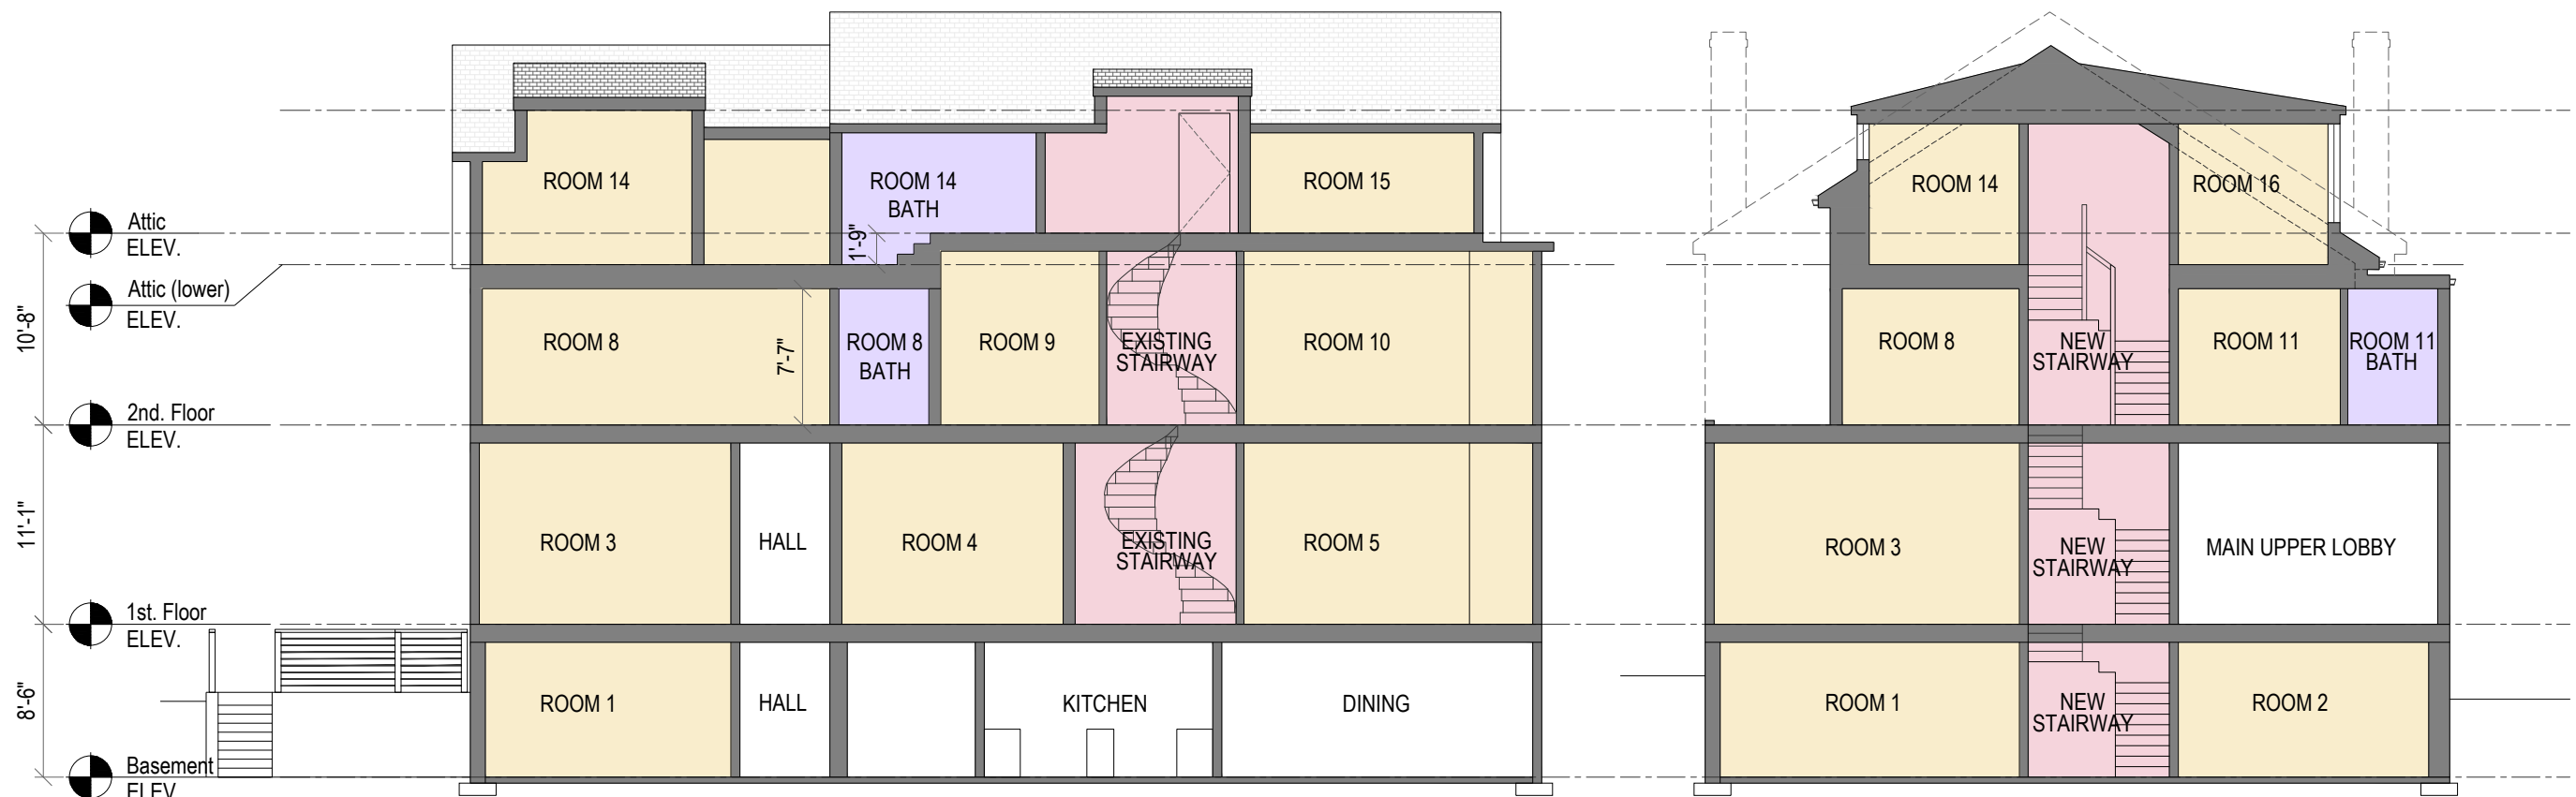 Attic
ELEV.
Attic (lower)
ELEV.
10'-8"
2nd. Floor
ELEV.
11'-1"
1st. Floor
ELEV.
8'-6"
Basement
ELEV.
ROOM 14
ROOM 14
BATH
ROOM 15
1'-9"
ROOM 8
7'-7"
ROOM 8
BATH
ROOM 9
EXISTING
STAIRWAY
ROOM 10
ROOM 3
HALL
ROOM 4
EXISTING
STAIRWAY
ROOM 5
ROOM 1
HALL
KITCHEN
DINING
ROOM 14
ROOM 16
ROOM 8
NEW
STAIRWAY
ROOM 11
ROOM 11
BATH
ROOM 3
NEW
STAIRWAY
MAIN UPPER LOBBY
ROOM 1
NEW
STAIRWAY
ROOM 2